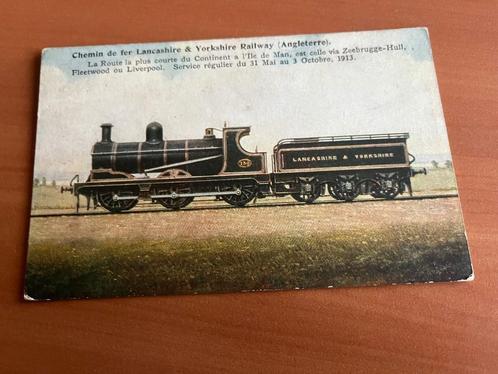 Chemin de fer Lancashire & Yorkshire Railway (Angleterre).
La Route la plus courte du Continent a l'Ile de Man, est celle via Zeebrugge-Hull,
Fleetwood ou Liverpool. Service régulier du 31 Mai au 3 Octobre, 1913.
LANCASHIRE & YORKSHIRE